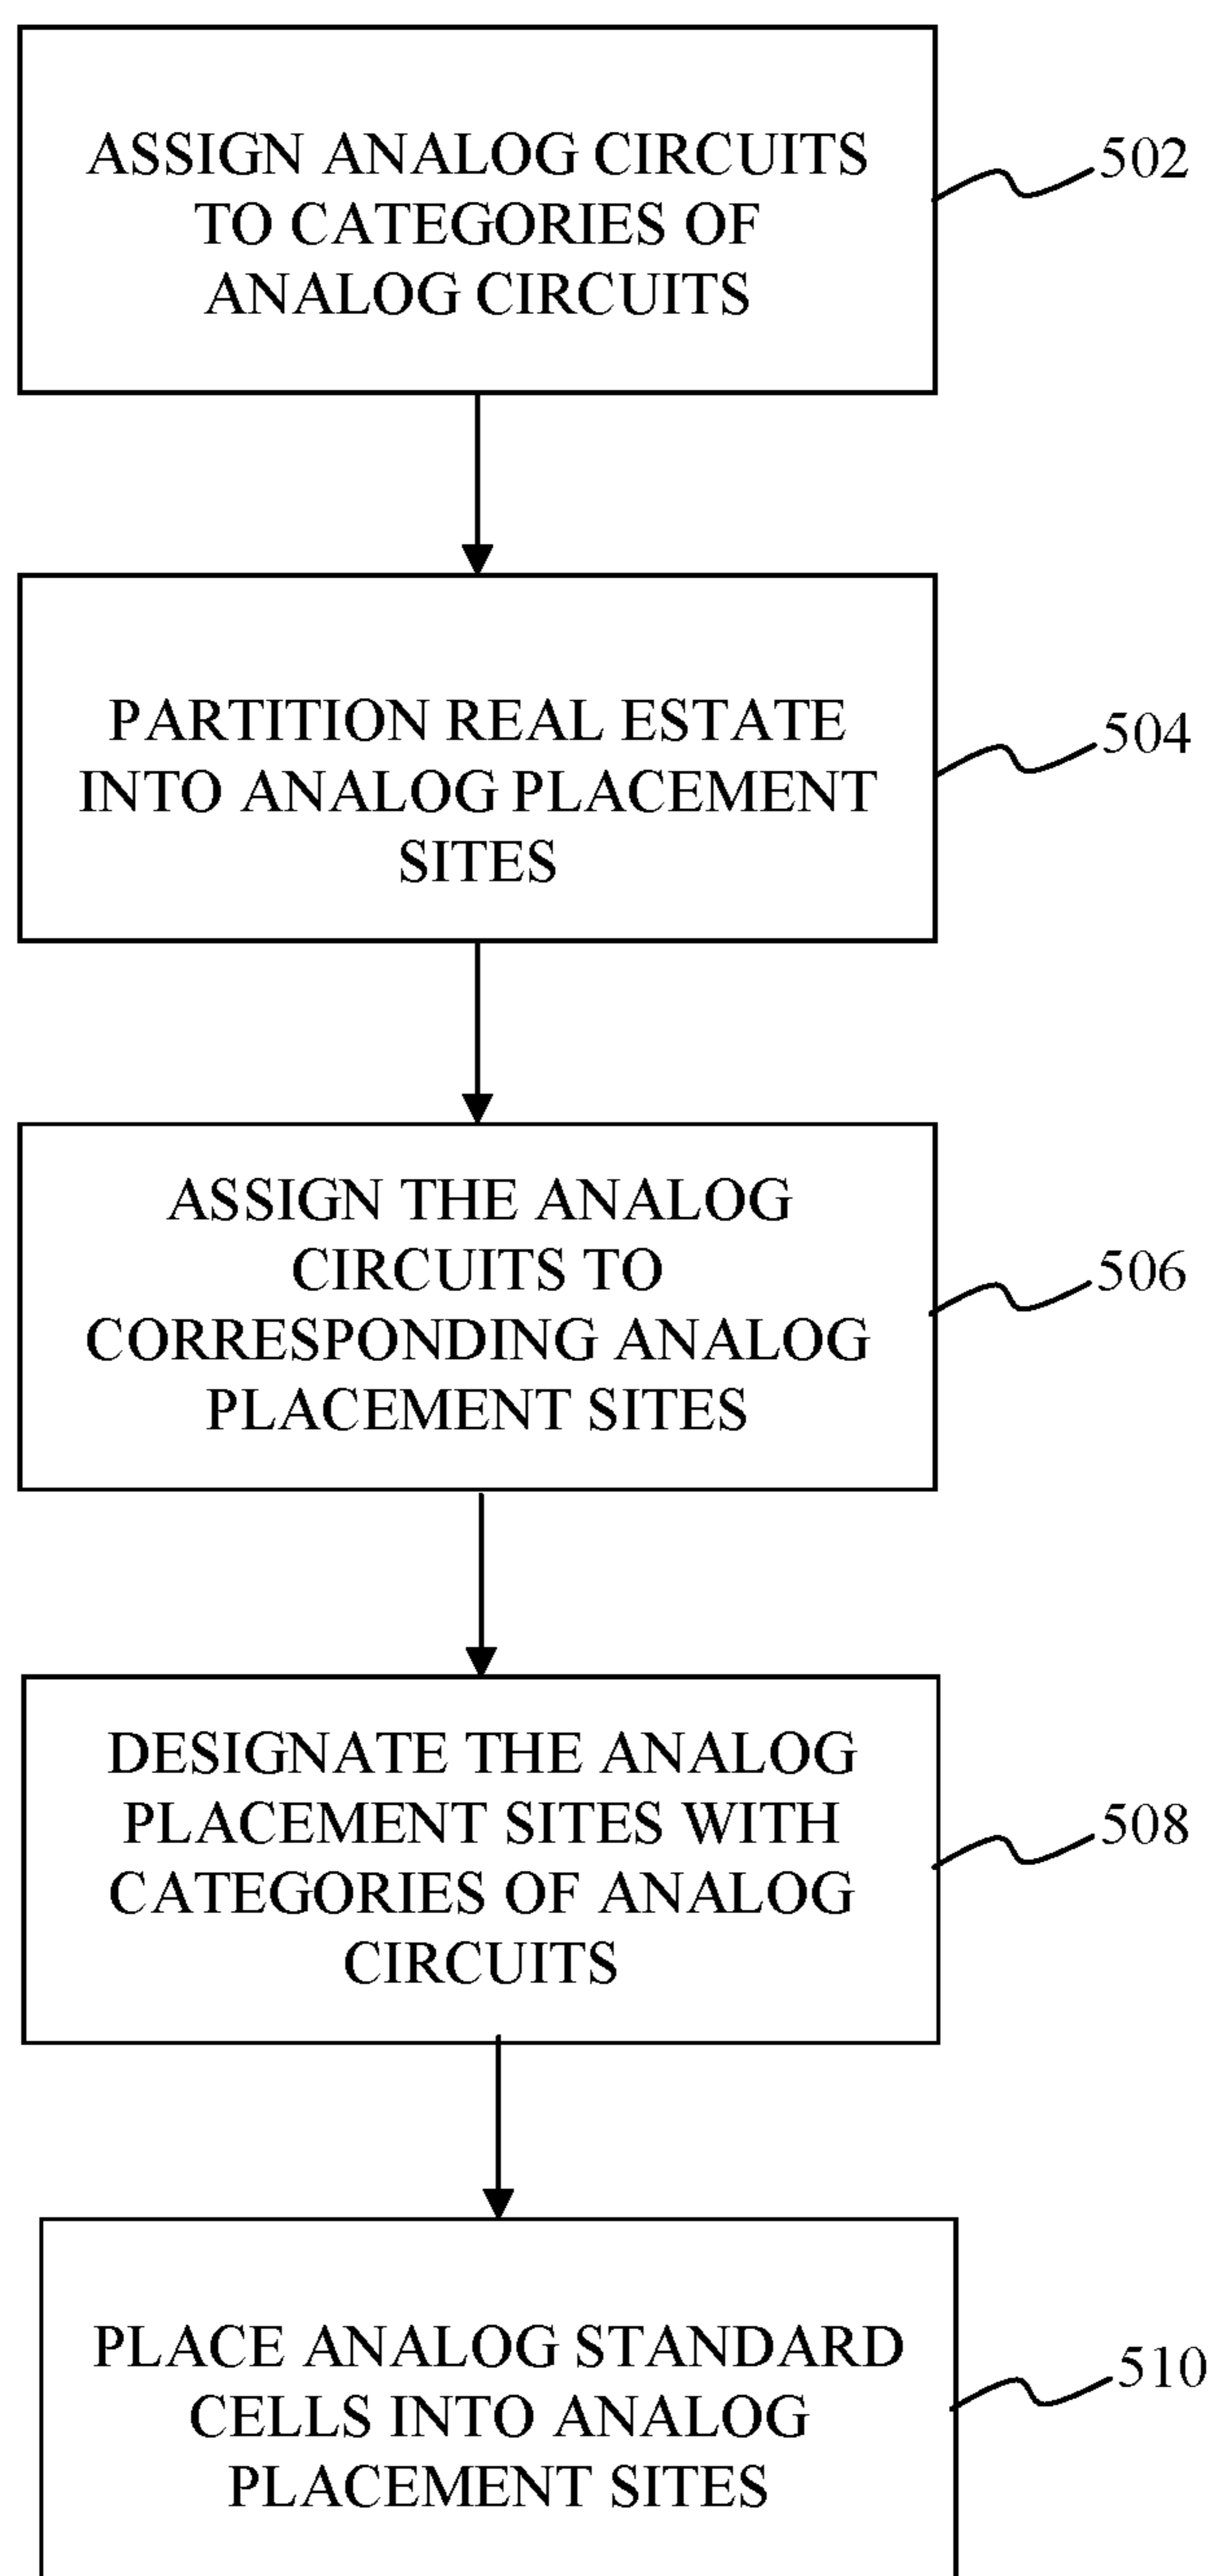 ASSIGN ANALOG CIRCUITS
TO CATEGORIES OF
ANALOG CIRCUITS
502
PARTITION REAL ESTATE
INTO ANALOG PLACEMENT
SITES
504
ASSIGN THE ANALOG
CIRCUITS TO
CORRESPONDING ANALOG
PLACEMENT SITES
506
DESIGNATE THE ANALOG
PLACEMENT SITES WITH
CATEGORIES OF ANALOG
CIRCUITS
508
PLACE ANALOG STANDARD
CELLS INTO ANALOG
PLACEMENT SITES
510